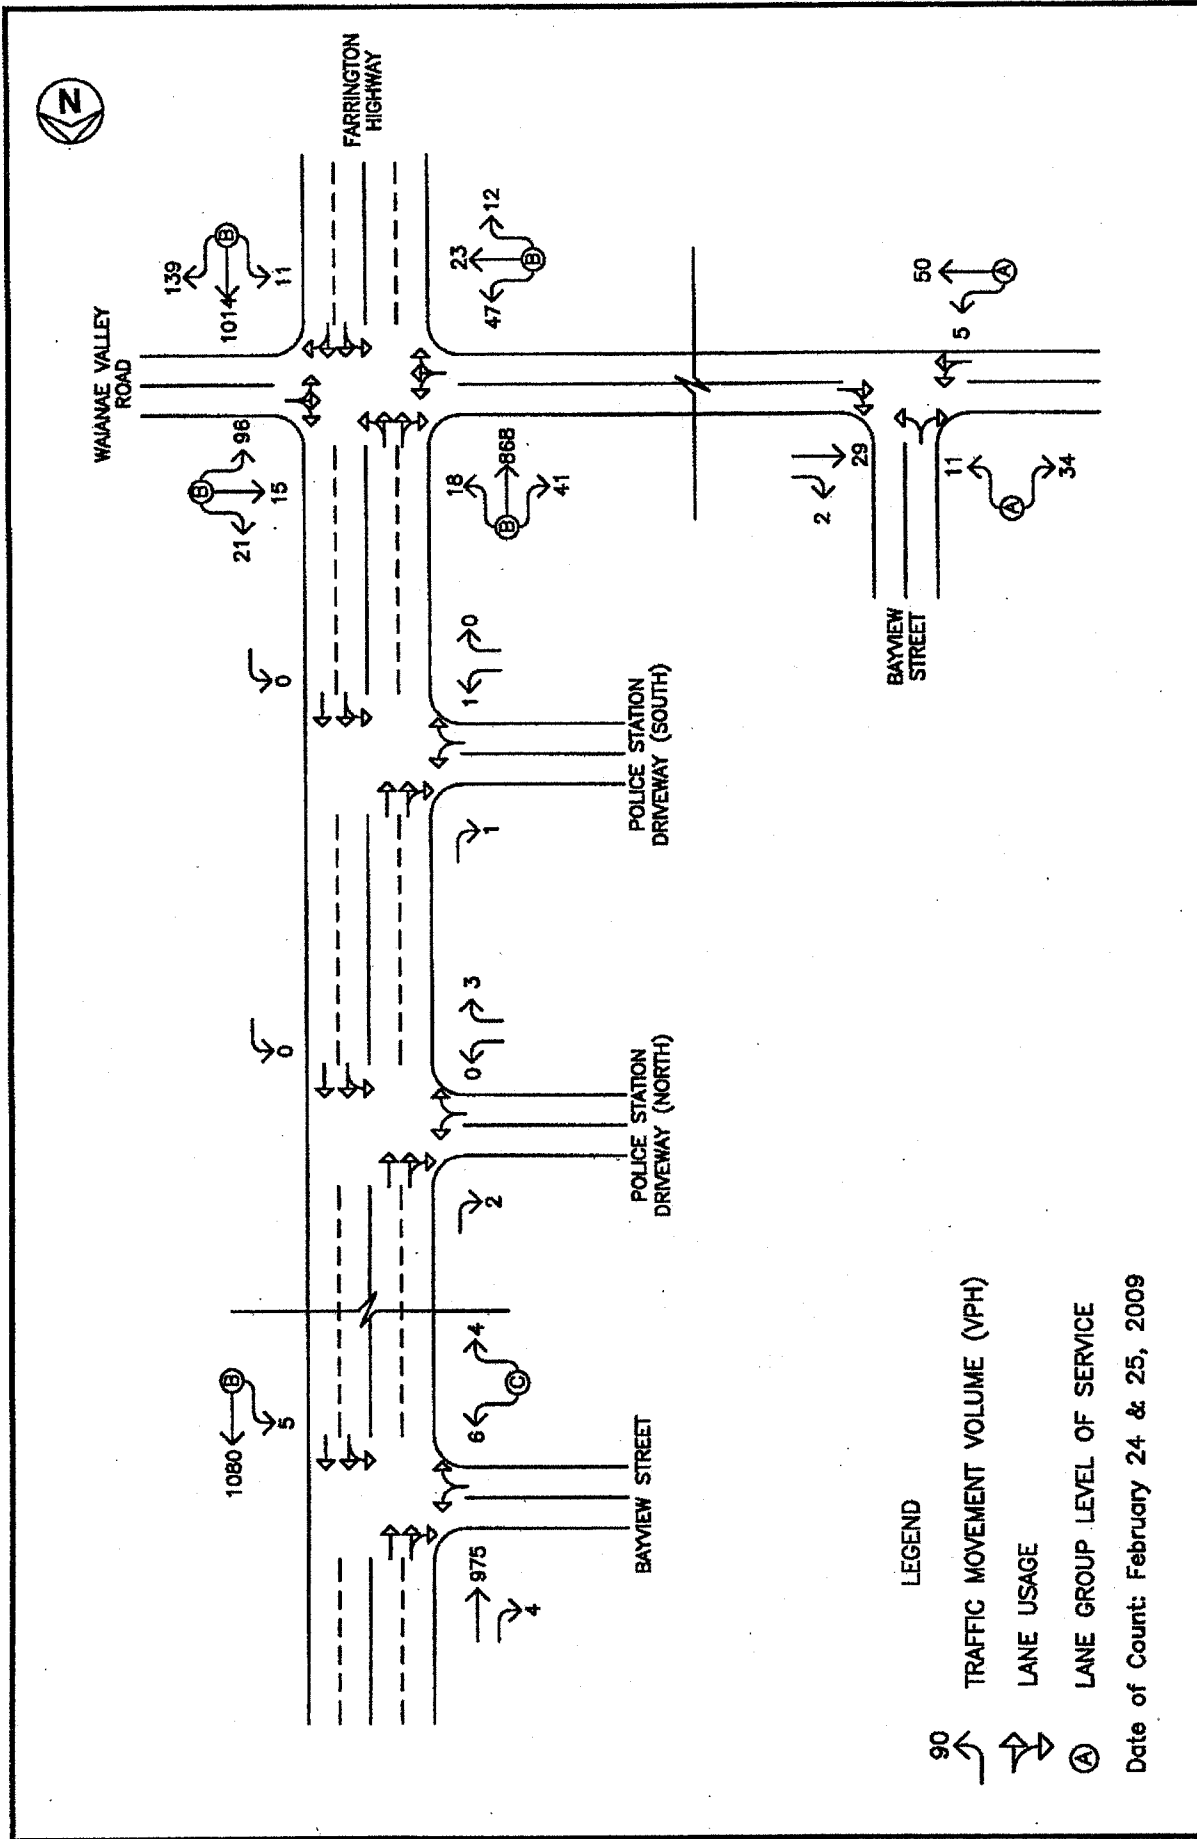 N
FARRINGTON
HIGHWAY
WAIANAE VALLEY
ROAD
139
1014
11
B
47
23
12
B
21
15
96
B
18
868
41
B
50
5
A
2
29
11
34
A
BAYVIEW
STREET
0
1
0
POLICE STATION
DRIVEWAY (SOUTH)
1
0
0
3
POLICE STATION
DRIVEWAY (NORTH)
2
1080
5
B
6
4
C
BAYVIEW STREET
975
4
LEGEND
90
TRAFFIC MOVEMENT VOLUME (VPH)
LANE USAGE
A
LANE GROUP LEVEL OF SERVICE
Date of Count: February 24 & 25, 2009